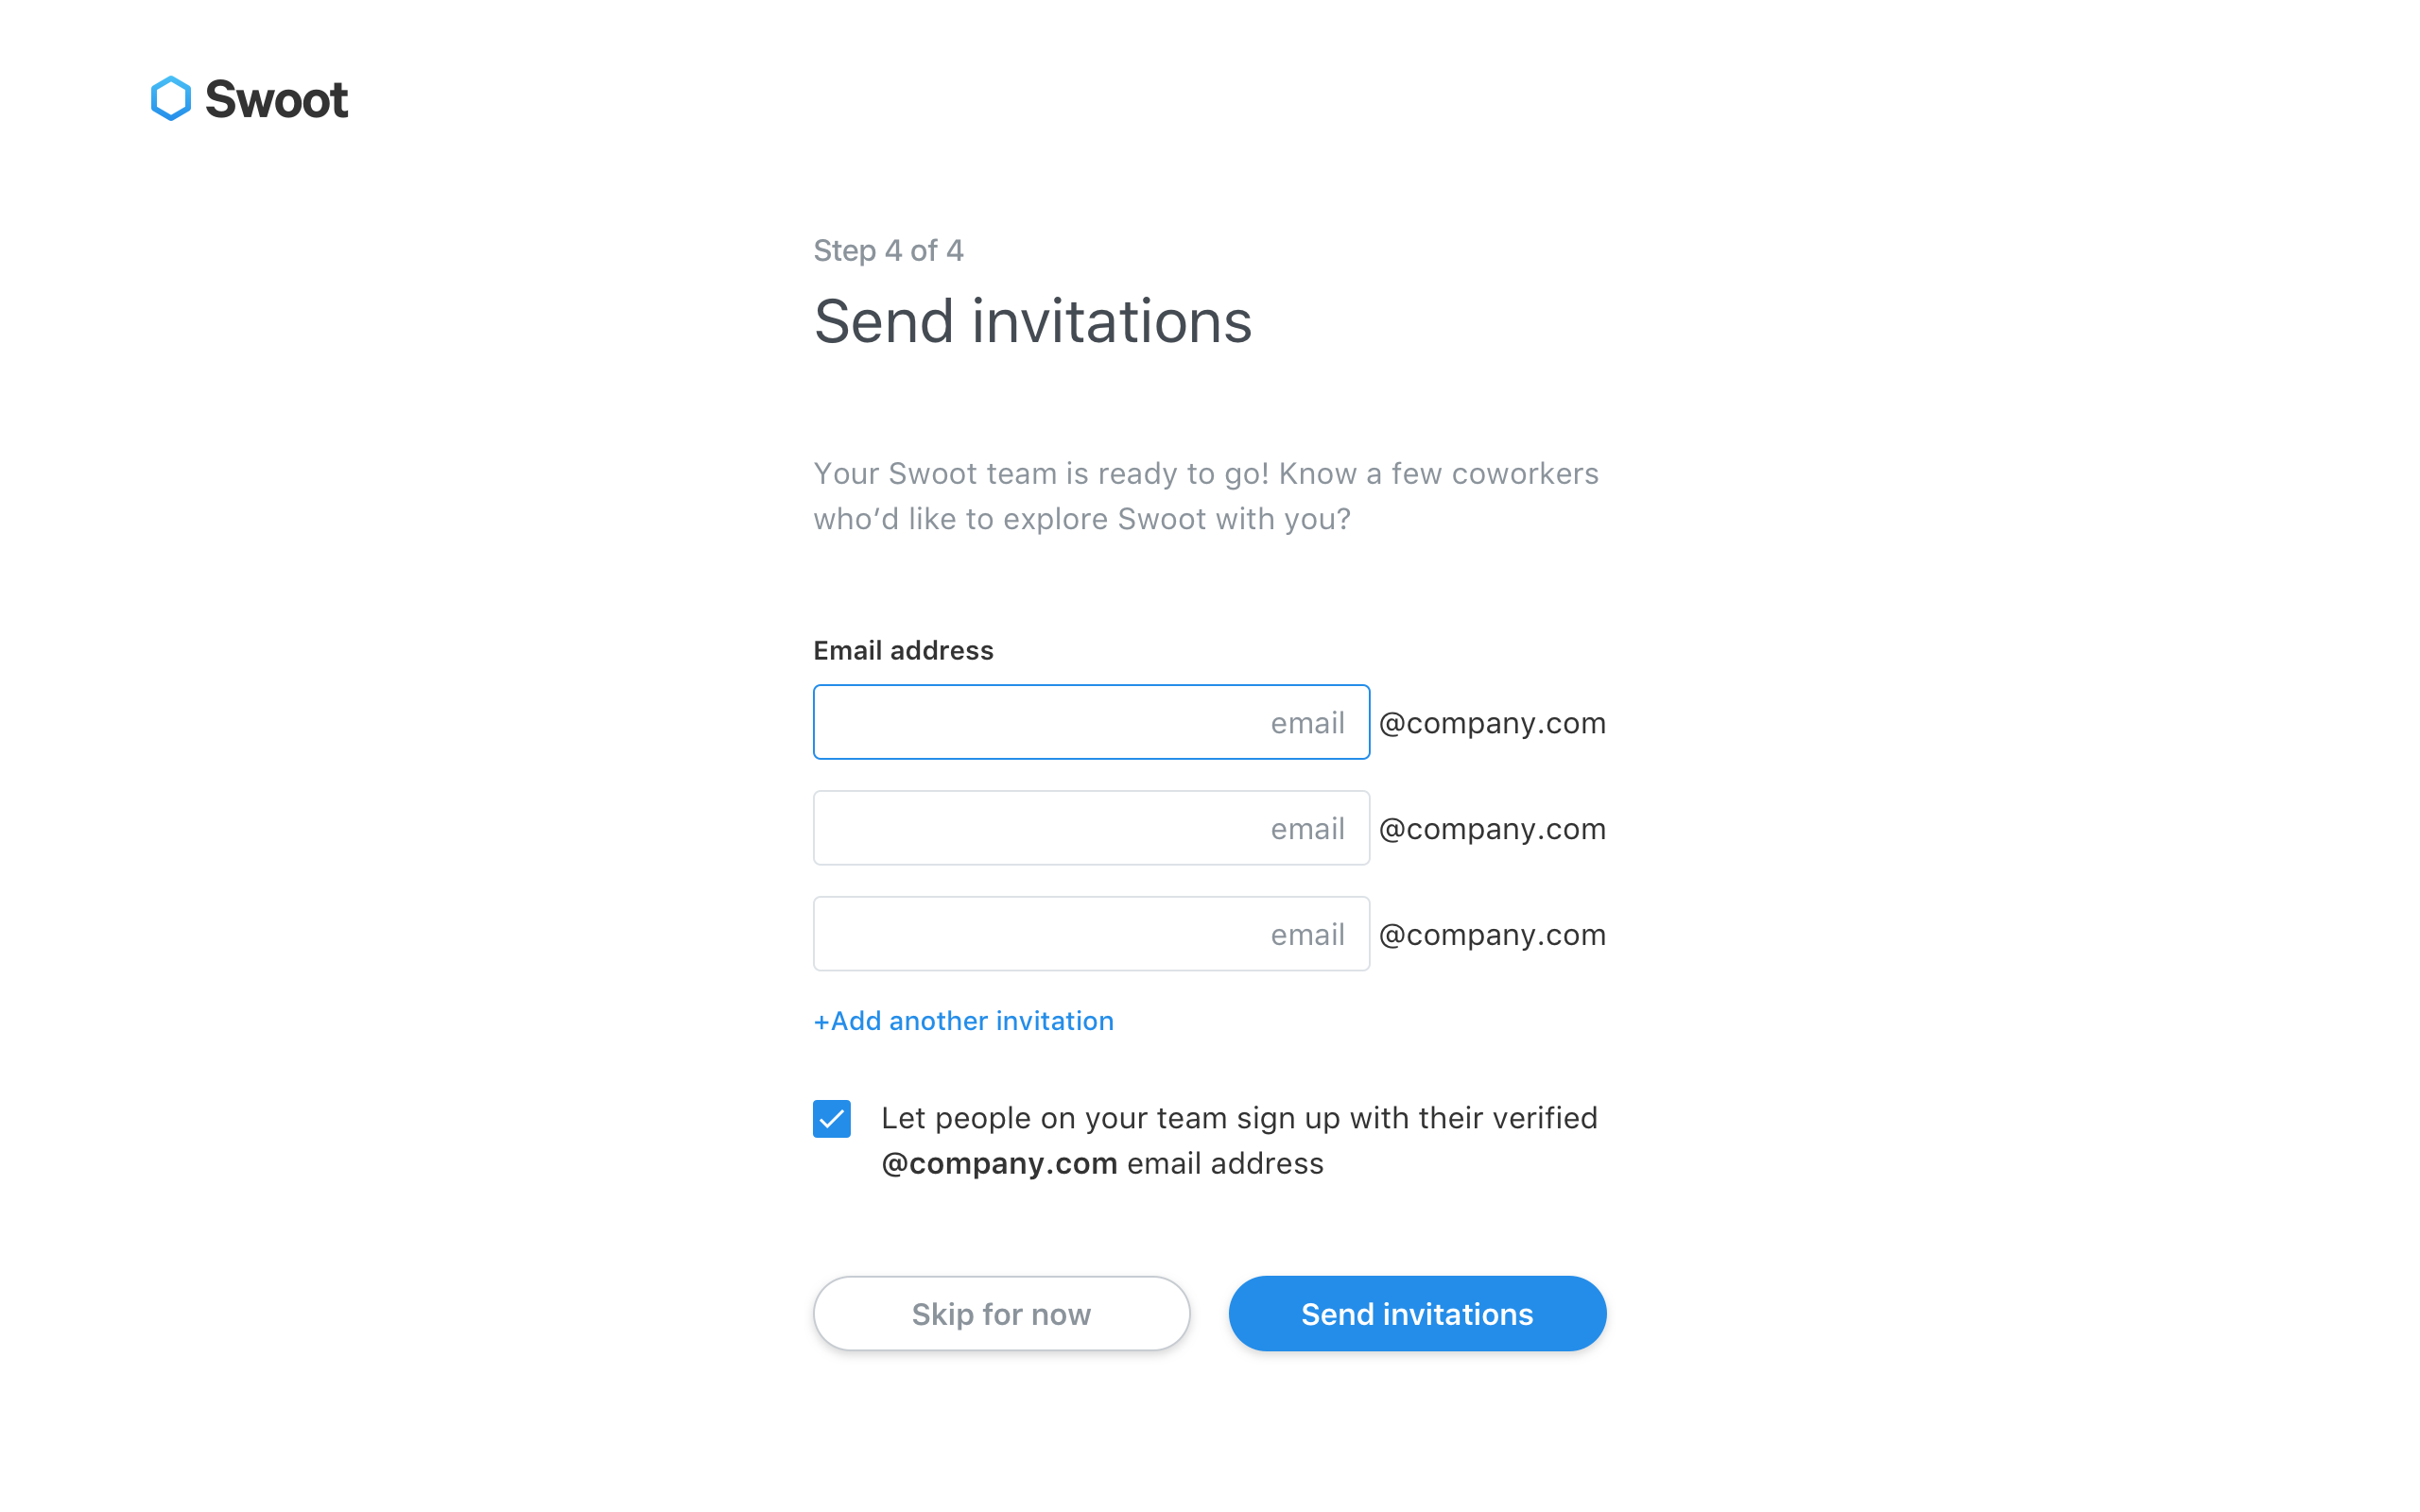 Swoot
Step 4 of 4
Send invitations
Your Swoot team is ready to go! Know a few coworkers
who’d like to explore Swoot with you?
Email address
email @company.com
email @company.com
email @company.com
+Add another invitation
Let people on your team sign up with their verified
@company.com email address
Skip for now
Send invitations